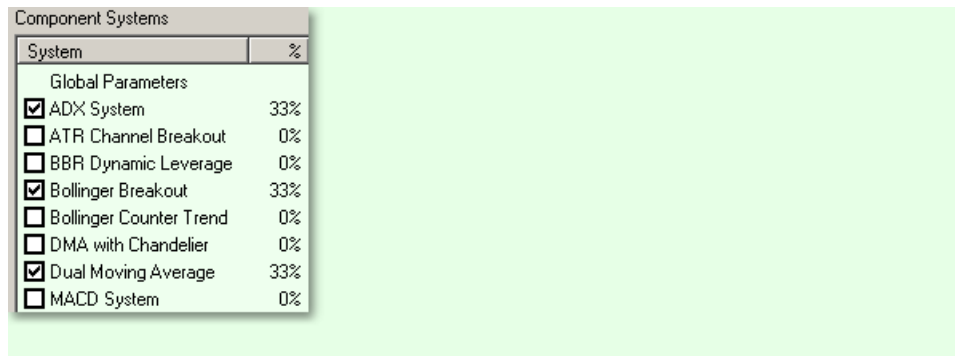 Component Systems
System %
Global Parameters
ADX System 33%
ATR Channel Breakout 0%
BBR Dynamic Leverage 0%
Bollinger Breakout 33%
Bollinger Counter Trend 0%
DMA with Chandelier 0%
Dual Moving Average 33%
MACD System 0%